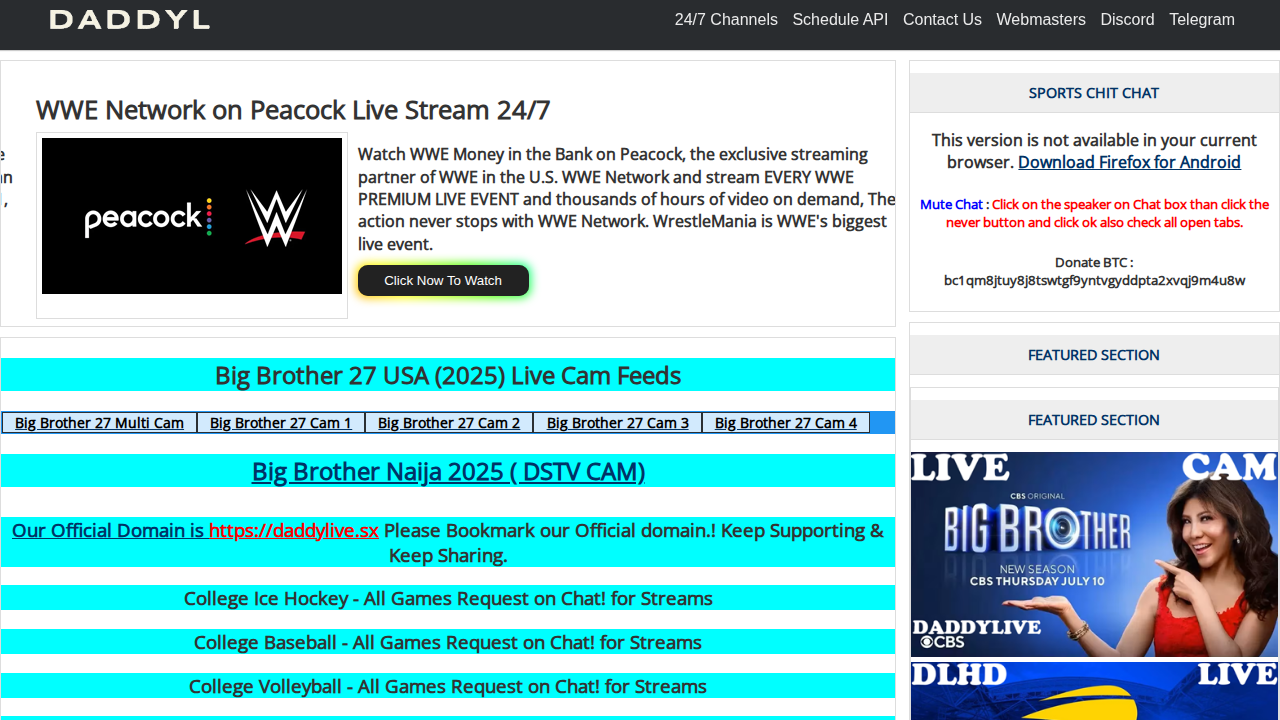 DADDYL
24/7 Channels Schedule API Contact Us Webmasters Discord Telegram
WWE Network on Peacock Live Stream 24/7
peacock W
Watch WWE Money in the Bank on Peacock, the exclusive streaming
partner of WWE in the U.S. WWE Network and stream EVERY WWE
PREMIUM LIVE EVENT and thousands of hours of video on demand, The
action never stops with WWE Network. WrestleMania is WWE's biggest
live event.
Click Now To Watch
Big Brother 27 USA (2025) Live Cam Feeds
Big Brother 27 Multi Cam Big Brother 27 Cam 1 Big Brother 27 Cam 2 Big Brother 27 Cam 3 Big Brother 27 Cam 4
Big Brother Naija 2025 ( DSTV CAM)
Our Official Domain is https://daddylive.sx Please Bookmark our Official domain.! Keep Supporting &
Keep Sharing.
College Ice Hockey - All Games Request on Chat! for Streams
College Baseball - All Games Request on Chat! for Streams
College Volleyball - All Games Request on Chat! for Streams
SPORTS CHIT CHAT
This version is not available in your current
browser. Download Firefox for Android
Mute Chat : Click on the speaker on Chat box than click the
never button and click ok also check all open tabs.
Donate BTC :
bc1qm8jtuy8j8tswtgf9yntvgyddpta2xvqj9m4u8w
FEATURED SECTION
FEATURED SECTION
LIVE CAM
CBS ORIGINAL
BIG BROTHER
NEW SEASON
CBS THURSDAY JULY 10
DADDYLIVE
CBS
DLHD LIVE